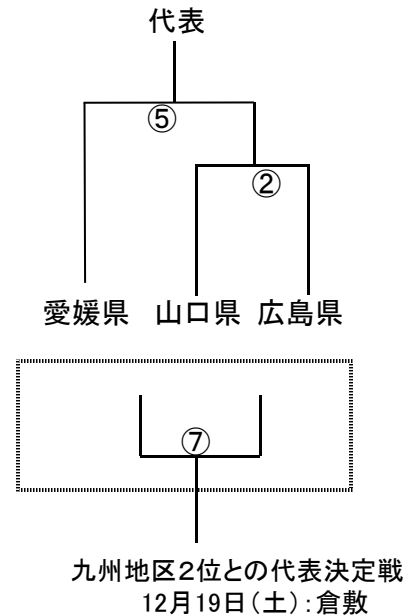 代表
⑤
②
愛媛県 山口県 広島県
⑦
九州地区２位との代表決定戦
12月19日(土):倉敷